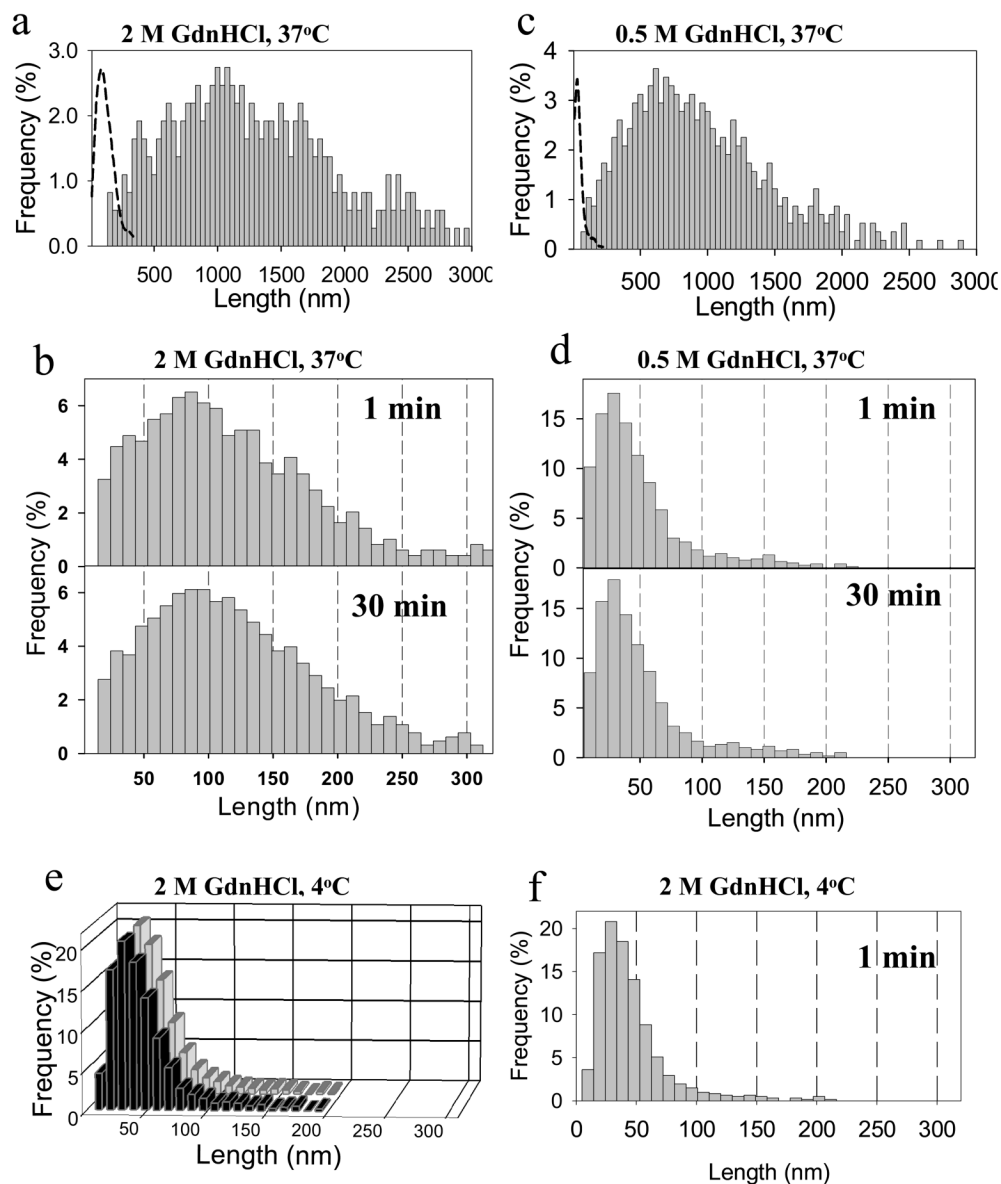 a
2 M GdnHCl, 37°C
3.0
2.0
1.0
0.0
Frequency (%)
500 1000 1500 2000 2500 3000
Length (nm)
c
0.5 M GdnHCl, 37°C
4
3
2
1
0
Frequency (%)
500 1000 1500 2000 2500 300
Length (nm)
b
2 M GdnHCl, 37°C
1 min
6
4
2
0
30 min
6
4
2
0
Frequency (%)
50 100 150 200 250 300
Length (nm)
d
0.5 M GdnHCl, 37°C
1 min
15
10
5
0
30 min
15
10
5
0
Frequency (%)
50 100 150 200 250 300
Length (nm)
e
2 M GdnHCl, 4°C
20
15
10
5
0
Frequency (%)
50 100 150 200 300
Length (nm)
f
2 M GdnHCl, 4°C
1 min
20
15
10
5
0
Frequency (%)
0 50 100 150 200 250 300
Length (nm)